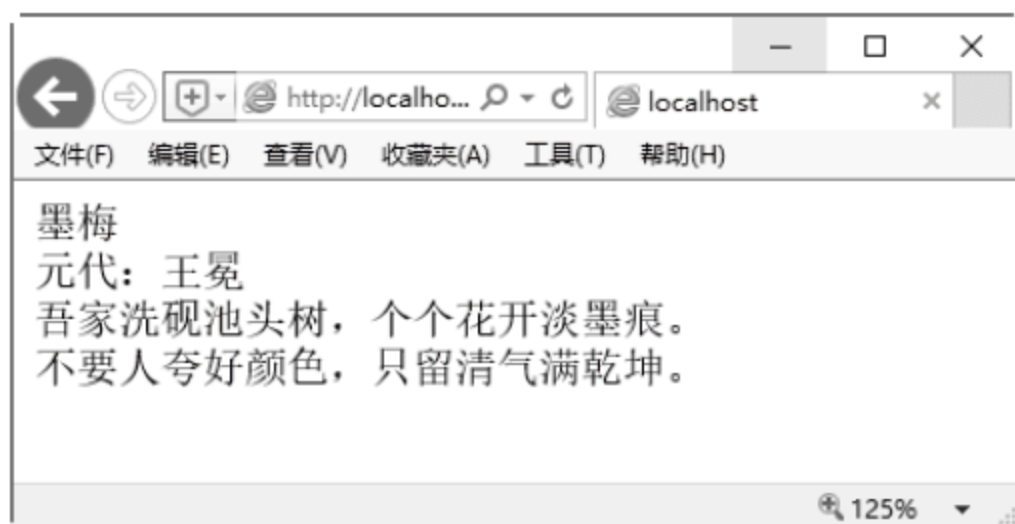 http://localho...
localhost
文件(F) 编辑(E) 查看(V) 收藏夹(A) 工具(T) 帮助(H)
墨梅
元代：王冕
吾家洗砚池头树，个个花开淡墨痕。
不要人夸好颜色，只留清气满乾坤。
125%